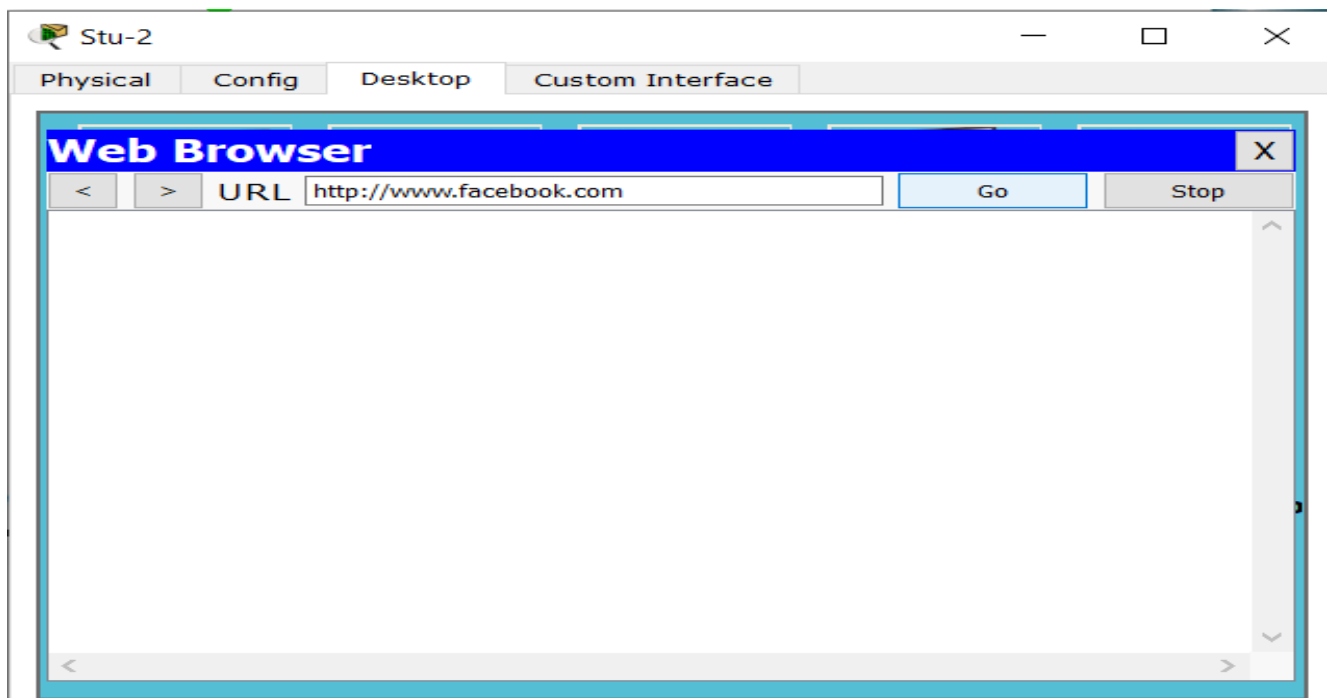 Stu-2
Physical Config Desktop Custom Interface
Web Browser X
< > URL http://www.facebook.com Go Stop